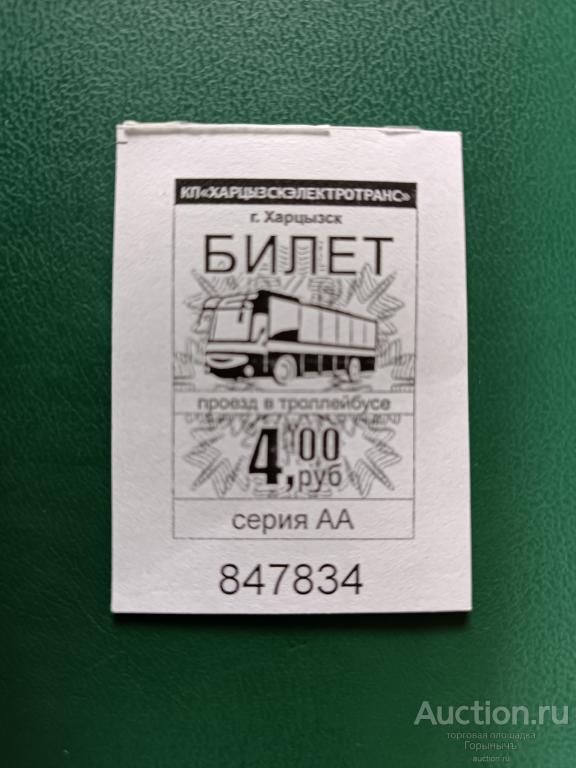 КП«ХАРЦЫЗСКЭЛЕКТРОТРАНС»
г. Харцызск
БИЛЕТ
проезд в троллейбусе
4,00 руб
серия АА
847834
Auction.ru
торговая площадка
Горынычъ
auction.ru